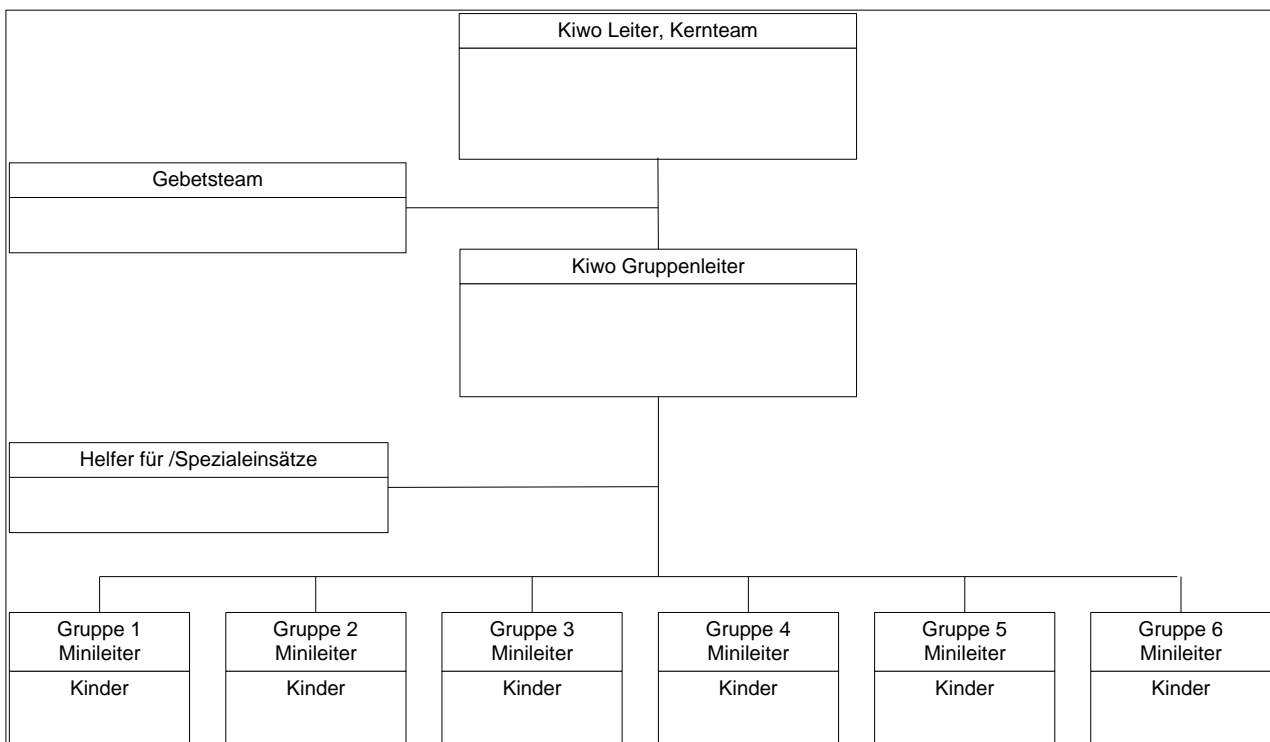 Kiwo Leiter, Kernteam
Gebetsteam
Kiwo Gruppenleiter
Helfer für /Spezialeinsätze
Gruppe 1
Minileiter
Kinder
Gruppe 2
Minileiter
Kinder
Gruppe 3
Minileiter
Kinder
Gruppe 4
Minileiter
Kinder
Gruppe 5
Minileiter
Kinder
Gruppe 6
Minileiter
Kinder